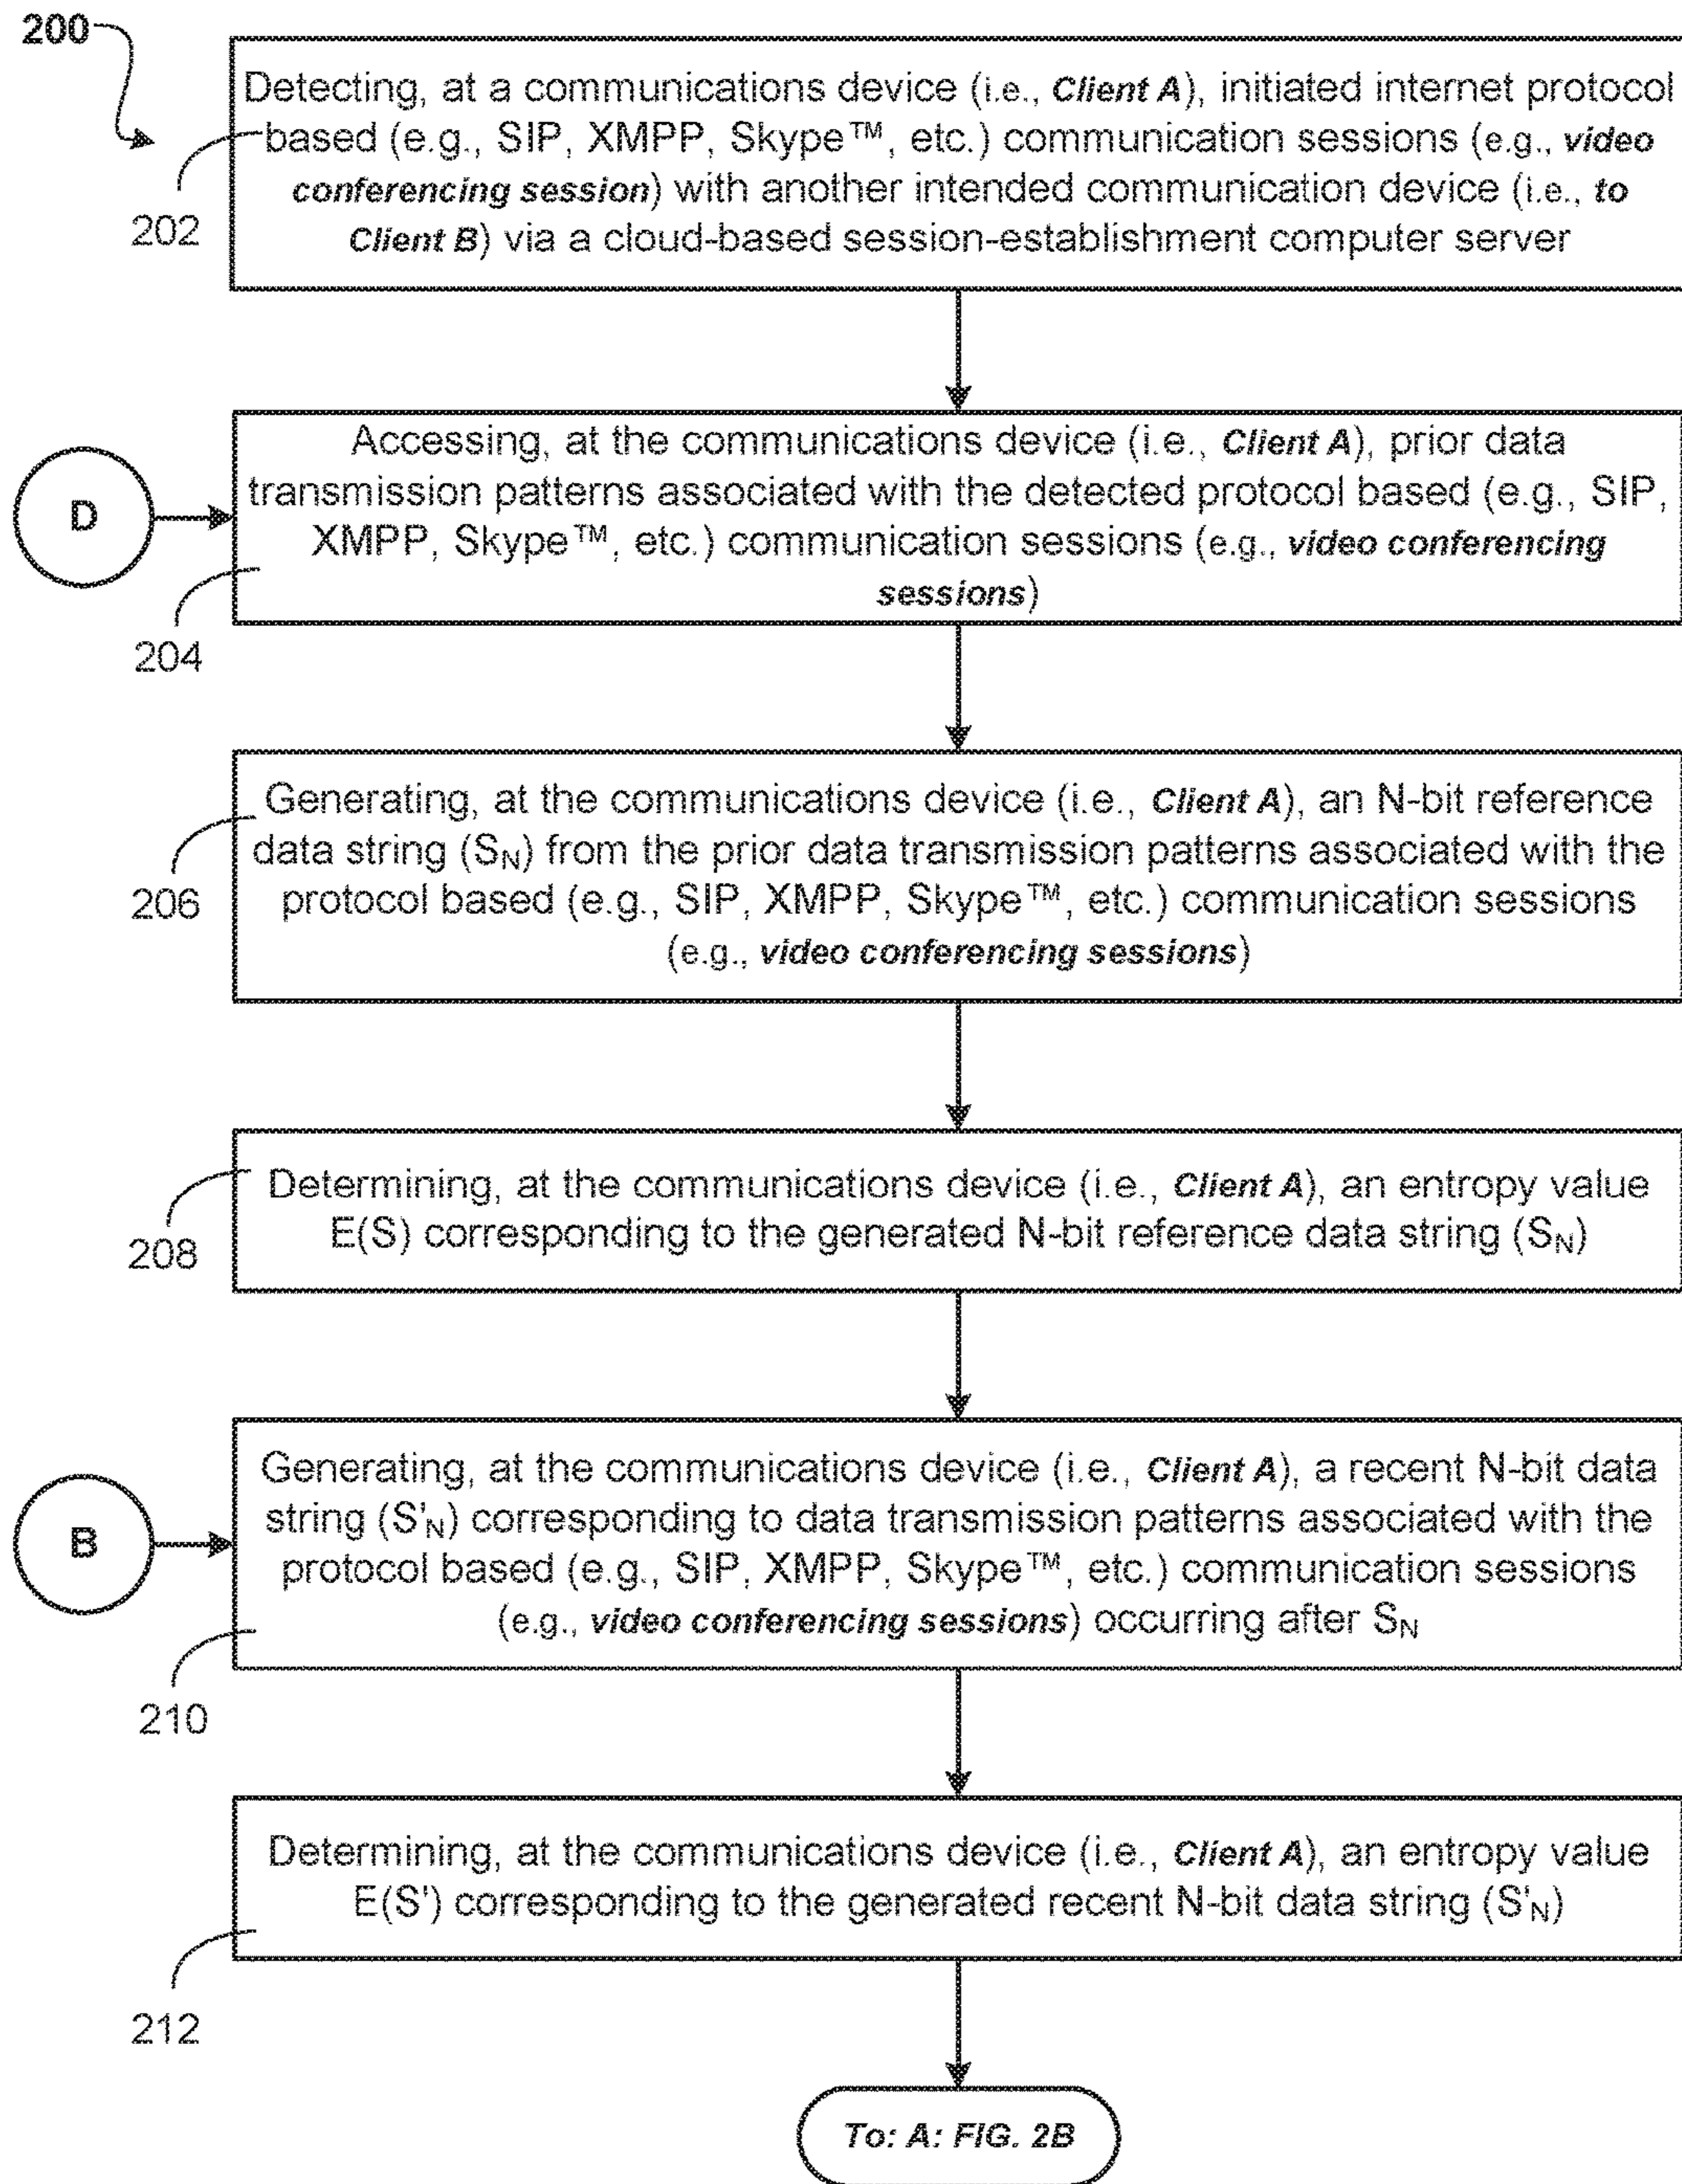 200
Detecting, at a communications device (i.e., Client A), initiated internet protocol
based (e.g., SIP, XMPP, Skype™, etc.) communication sessions (e.g., video
conferencing session) with another intended communication device (i.e., to
Client B) via a cloud-based session-establishment computer server
202
D
Accessing, at the communications device (i.e., Client A), prior data
transmission patterns associated with the detected protocol based (e.g., SIP,
XMPP, Skype™, etc.) communication sessions (e.g., video conferencing
sessions)
204
Generating, at the communications device (i.e., Client A), an N-bit reference
data string (S_N) from the prior data transmission patterns associated with the
protocol based (e.g., SIP, XMPP, Skype™, etc.) communication sessions
(e.g., video conferencing sessions)
206
Determining, at the communications device (i.e., Client A), an entropy value
E(S) corresponding to the generated N-bit reference data string (S_N)
208
B
Generating, at the communications device (i.e., Client A), a recent N-bit data
string (S'_N) corresponding to data transmission patterns associated with the
protocol based (e.g., SIP, XMPP, Skype™, etc.) communication sessions
(e.g., video conferencing sessions) occurring after S_N
210
Determining, at the communications device (i.e., Client A), an entropy value
E(S') corresponding to the generated recent N-bit data string (S'_N)
212
To: A: FIG. 2B